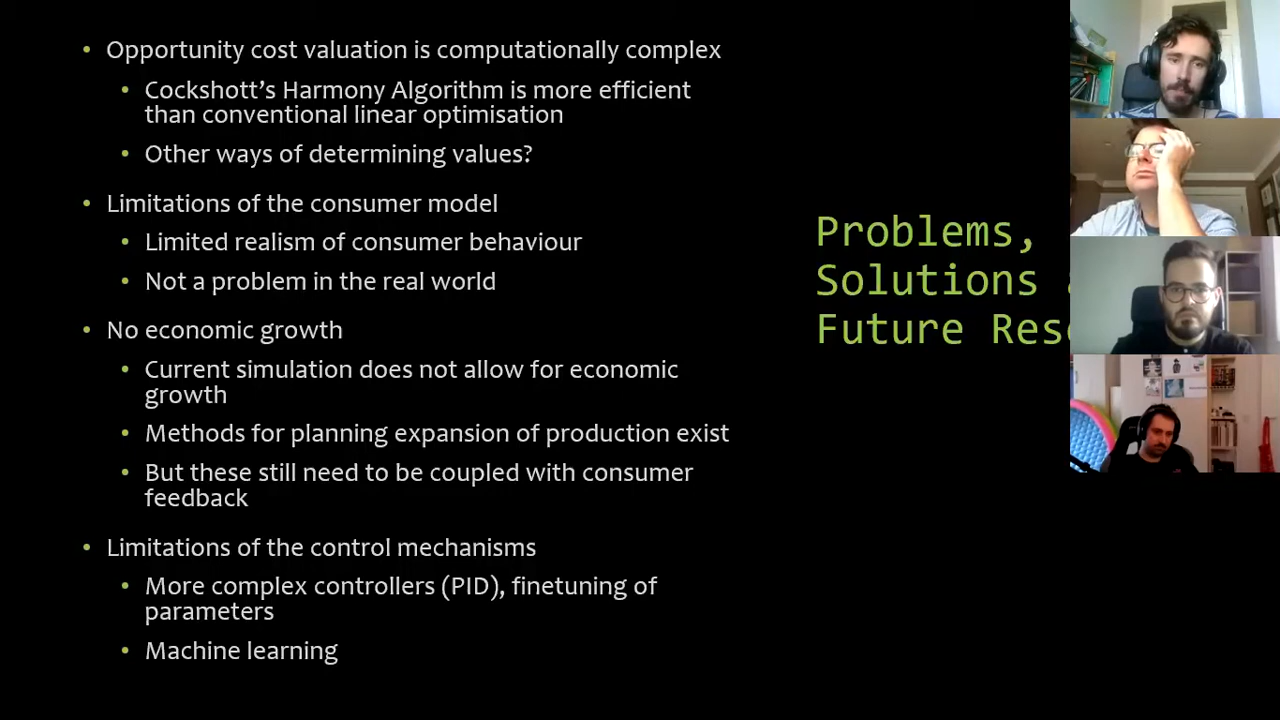 Opportunity cost valuation is computationally complex
Cockshott’s Harmony Algorithm is more efficient
than conventional linear optimisation
Other ways of determining values?
Limitations of the consumer model
Limited realism of consumer behaviour
Not a problem in the real world
No economic growth
Current simulation does not allow for economic
growth
Methods for planning expansion of production exist
But these still need to be coupled with consumer
feedback
Limitations of the control mechanisms
More complex controllers (PID), finetuning of
parameters
Machine learning
Problems,
Solutions
Future